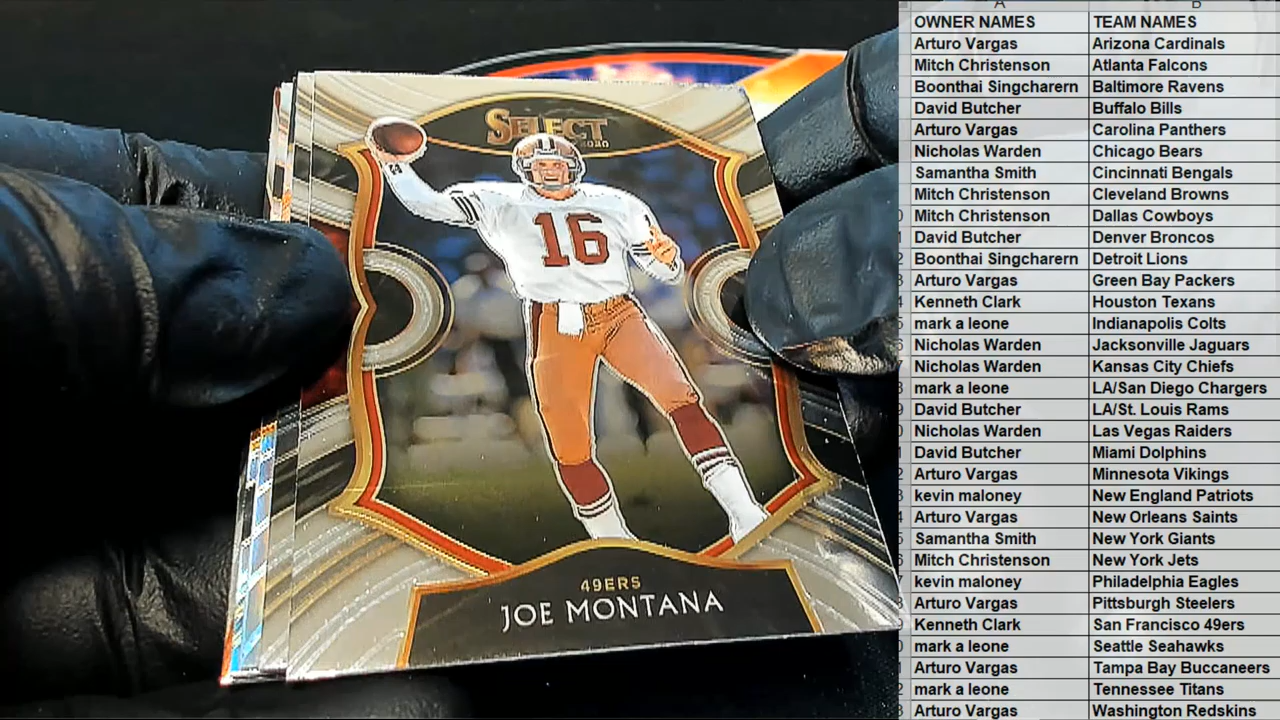 SELECT
2020
16
49ERS
JOE MONTANA
A B
OWNER NAMES TEAM NAMES
Arturo Vargas Arizona Cardinals
Mitch Christenson Atlanta Falcons
Boonthai Singcharern Baltimore Ravens
David Butcher Buffalo Bills
Arturo Vargas Carolina Panthers
Nicholas Warden Chicago Bears
Samantha Smith Cincinnati Bengals
Mitch Christenson Cleveland Browns
Mitch Christenson Dallas Cowboys
David Butcher Denver Broncos
Boonthai Singcharern Detroit Lions
Arturo Vargas Green Bay Packers
Kenneth Clark Houston Texans
mark a leone Indianapolis Colts
Nicholas Warden Jacksonville Jaguars
Nicholas Warden Kansas City Chiefs
mark a leone LA/San Diego Chargers
David Butcher LA/St. Louis Rams
Nicholas Warden Las Vegas Raiders
David Butcher Miami Dolphins
Arturo Vargas Minnesota Vikings
kevin maloney New England Patriots
Arturo Vargas New Orleans Saints
Samantha Smith New York Giants
Mitch Christenson New York Jets
kevin maloney Philadelphia Eagles
Arturo Vargas Pittsburgh Steelers
Kenneth Clark San Francisco 49ers
mark a leone Seattle Seahawks
Arturo Vargas Tampa Bay Buccaneers
mark a leone Tennessee Titans
Arturo Vargas Washington Redskins